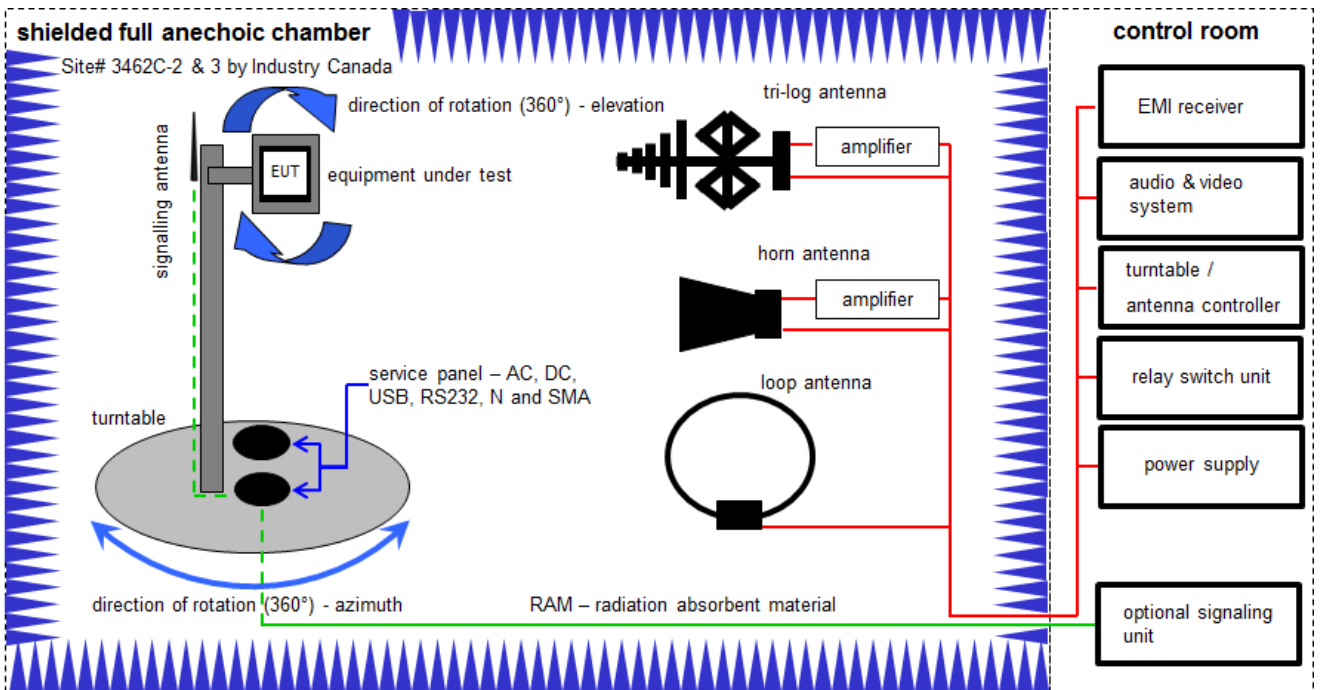 shielded full anechoic chamber
Site# 3462C-2 & 3 by Industry Canada
direction of rotation (360°) - elevation
signalling antenna
EUT
equipment under test
service panel – AC, DC,
USB, RS232, N and SMA
turntable
direction of rotation (360°) - azimuth
tri-log antenna
amplifier
horn antenna
amplifier
loop antenna
RAM – radiation absorbent material
control room
EMI receiver
audio & video
system
turntable /
antenna controller
relay switch unit
power supply
optional signaling
unit